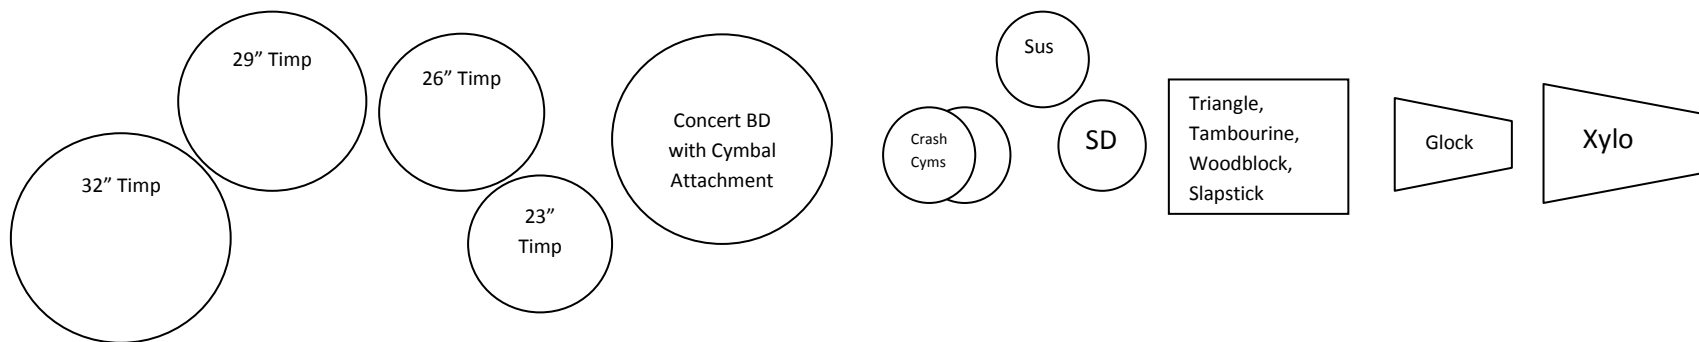 29” Timp
26” Timp
32” Timp
23”
Timp
Concert BD
with Cymbal
Attachment
Crash
Cyms
Sus
SD
Triangle,
Tambourine,
Woodblock,
Slapstick
Glock
Xylo